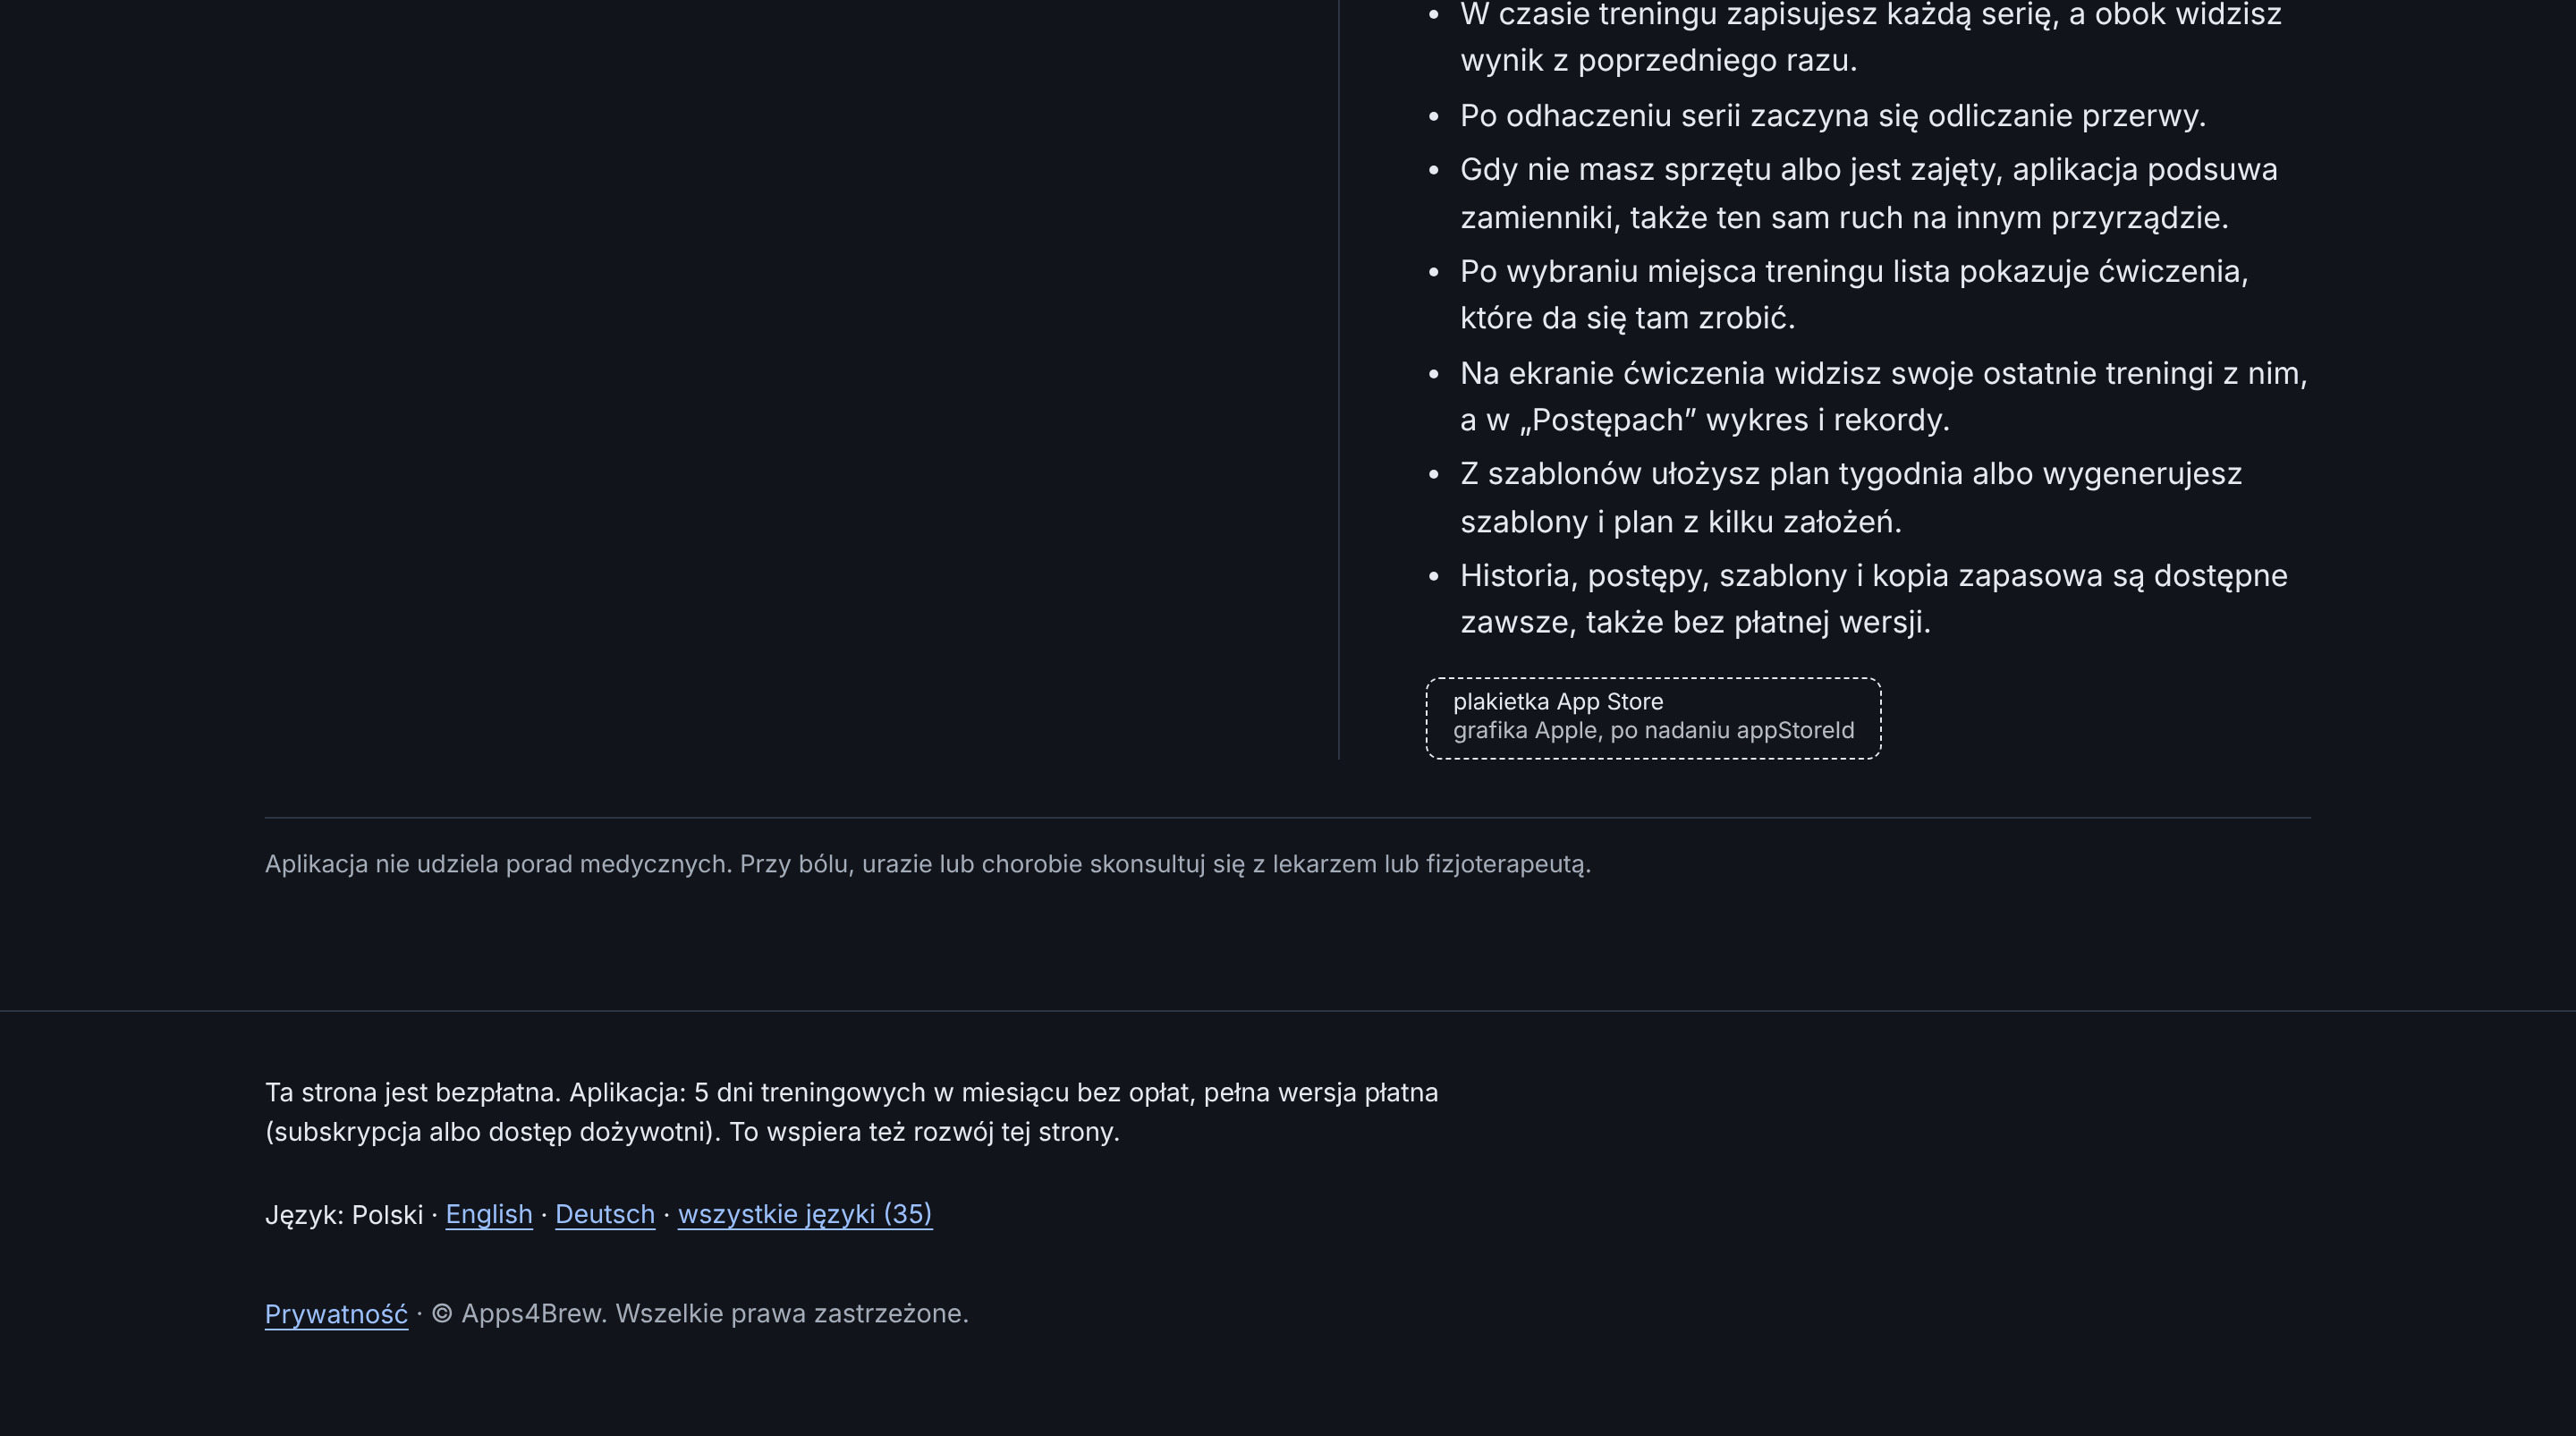 • W czasie treningu zapisujesz każdą serię, a obok widzisz
wynik z poprzedniego razu.
• Po odhaczeniu serii zaczyna się odliczanie przerwy.
• Gdy nie masz sprzętu albo jest zajęty, aplikacja podsuwa
zamienniki, także ten sam ruch na innym przyrządzie.
• Po wybraniu miejsca treningu lista pokazuje ćwiczenia,
które da się tam zrobić.
• Na ekranie ćwiczenia widzisz swoje ostatnie treningi z nim,
a w „Postępach” wykres i rekordy.
• Z szablonów ułożysz plan tygodnia albo wygenerujesz
szablony i plan z kilku założeń.
• Historia, postępy, szablony i kopia zapasowa są dostępne
zawsze, także bez płatnej wersji.
plakietka App Store
grafika Apple, po nadaniu appStoreId
Aplikacja nie udziela porad medycznych. Przy bólu, urazie lub chorobie skonsultuj się z lekarzem lub fizjoterapeutą.
Ta strona jest bezpłatna. Aplikacja: 5 dni treningowych w miesiącu bez opłat, pełna wersja płatna
(subskrypcja albo dostęp dożywotni). To wspiera też rozwój tej strony.
Język: Polski · English · Deutsch · wszystkie języki (35)
Prywatność · © Apps4Brew. Wszelkie prawa zastrzeżone.